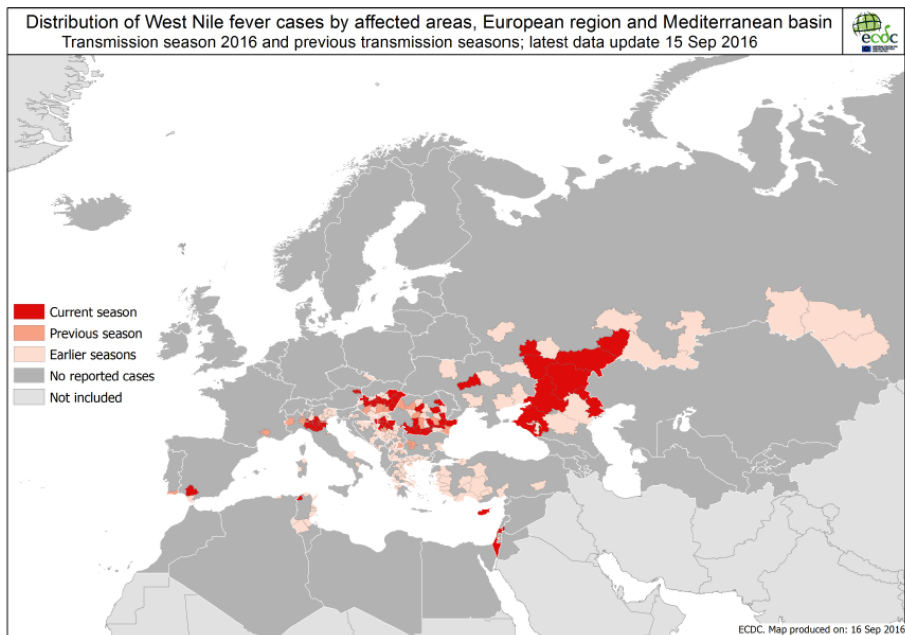 Distribution of West Nile fever cases by affected areas, European region and Mediterranean basin
Transmission season 2016 and previous transmission seasons; latest data update 15 Sep 2016
ecdc
Current season
Previous season
Earlier seasons
No reported cases
Not included
ECDC. Map produced on: 16 Sep 2016